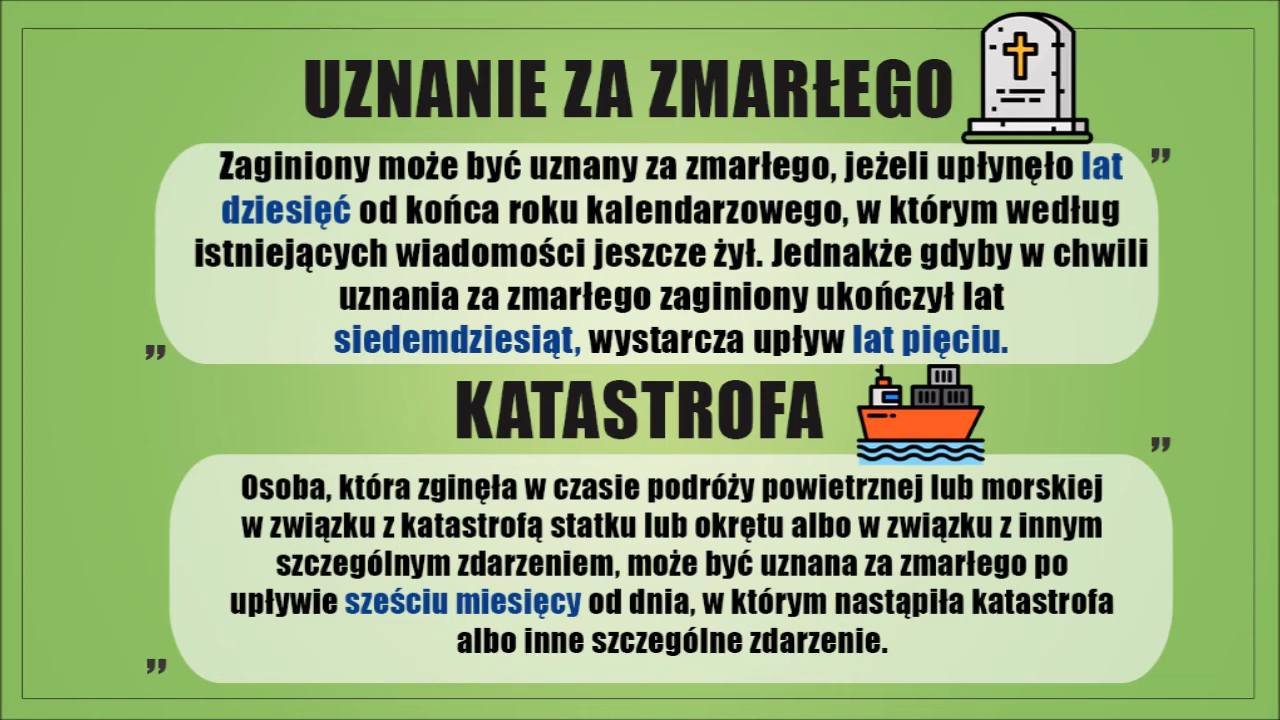 UZNANIE ZA ZMARŁEGO
Zaginiony może być uznany za zmarłego, jeżeli upłynęło lat ”
dziesięć od końca roku kalendarzowego, w którym według
istniejących wiadomości jeszcze żył. Jednakże gdyby w chwili
uznania za zmarłego zaginiony ukończył lat
” siedemdziesiąt, wystarcza upływ lat pięciu.
KATASTROFA
”
Osoba, która zginęła w czasie podróży powietrznej lub morskiej
w związku z katastrofą statku lub okrętu albo w związku z innym
szczególnym zdarzeniem, może być uznana za zmarłego po
upływie sześciu miesięcy od dnia, w którym nastąpiła katastrofa
albo inne szczególne zdarzenie.
”